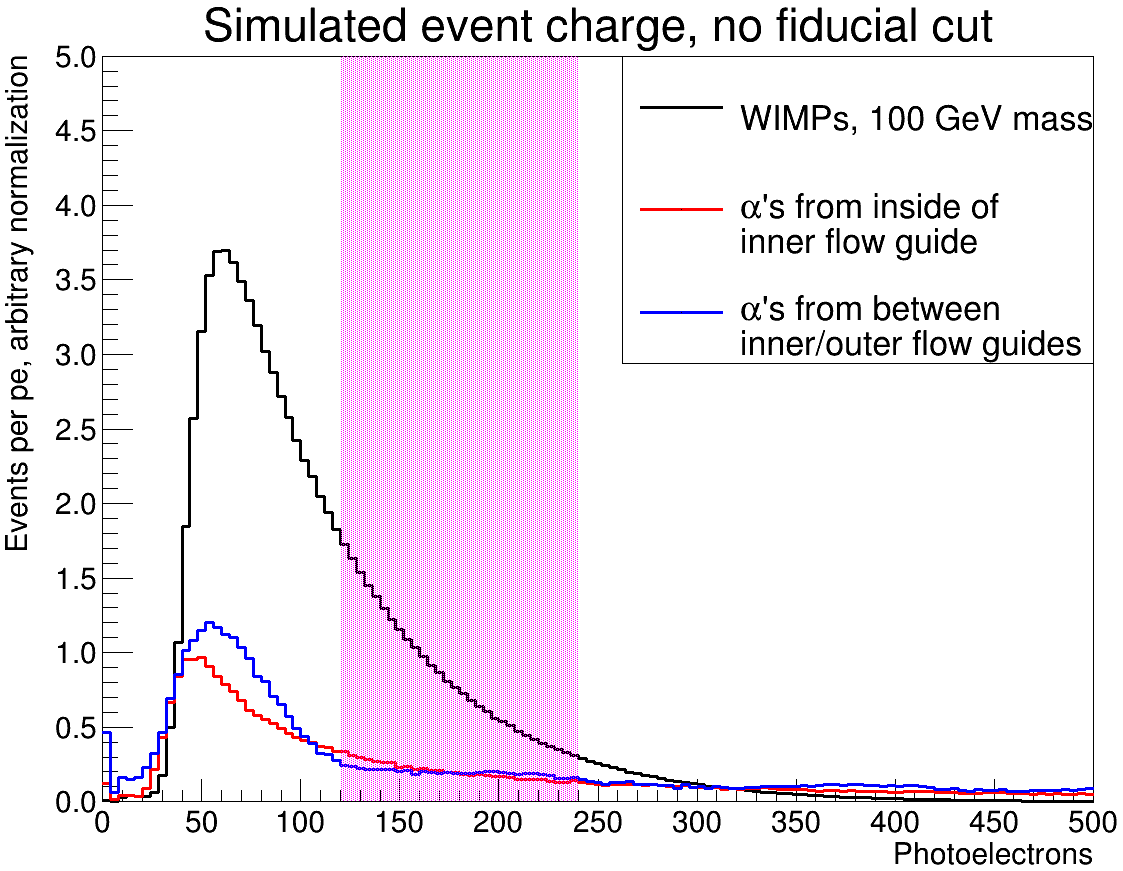 Simulated event charge, no fiducial cut
Events per pe, arbitrary normalization
5.0
4.5
4.0
3.5
3.0
2.5
2.0
1.5
1.0
0.5
0.0
WIMPs, 100 GeV mass
α's from inside of
inner flow guide
α's from between
inner/outer flow guides
0 50 100 150 200 250 300 350 400 450 500
Photoelectrons